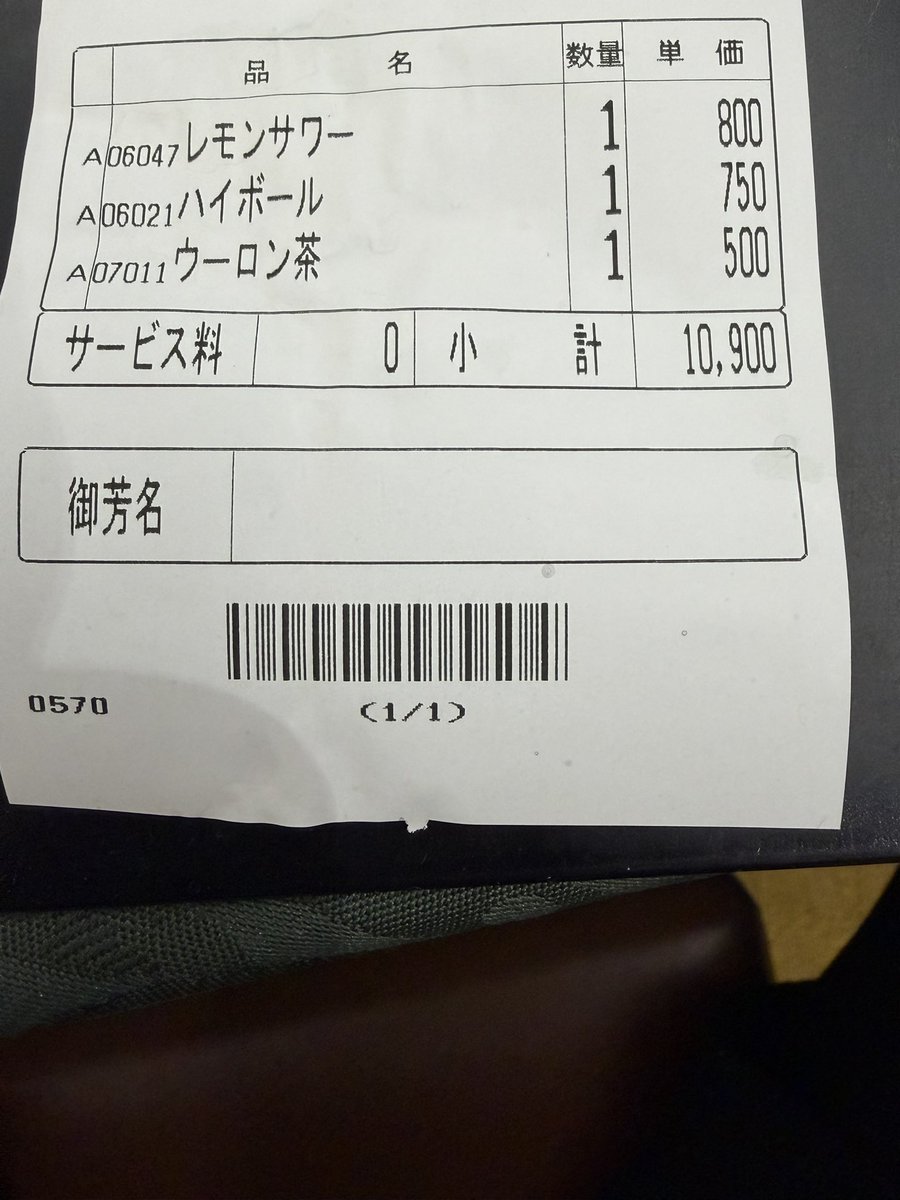 品 名 数量 単 価
A06047レモンサワー 1 800
A06021ハイボール 1 750
A07011ウーロン茶 1 500
サービス料 0 小 計 10,900
御芳名
0570 (1/1)